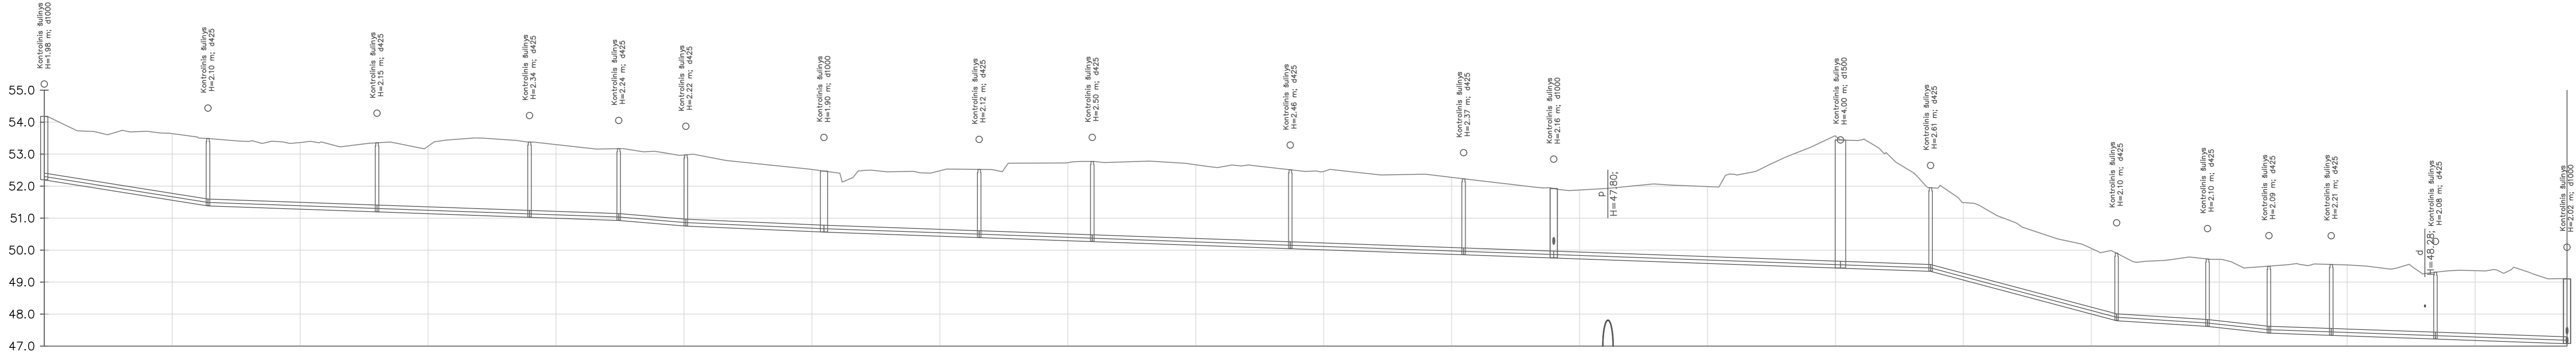 Kontrolinis šulinys
H=1.98 m; d1000
Kontrolinis šulinys
H=2.10 m; d425
Kontrolinis šulinys
H=2.15 m; d425
Kontrolinis šulinys
H=2.34 m; d425
Kontrolinis šulinys
H=2.24 m; d425
Kontrolinis šulinys
H=2.22 m; d425
Kontrolinis šulinys
H=1.90 m; d1000
Kontrolinis šulinys
H=2.12 m; d425
Kontrolinis šulinys
H=2.50 m; d425
Kontrolinis šulinys
H=2.46 m; d425
Kontrolinis šulinys
H=2.37 m; d425
Kontrolinis šulinys
H=2.16 m; d1000
p
H=47.80;
Kontrolinis šulinys
H=4.00 m; d1500
Kontrolinis šulinys
H=2.61 m; d425
Kontrolinis šulinys
H=2.10 m; d425
Kontrolinis šulinys
H=2.10 m; d425
Kontrolinis šulinys
H=2.09 m; d425
Kontrolinis šulinys
H=2.21 m; d425
d
H=48.28;
Kontrolinis šulinys
H=2.08 m; d425
Kontrolinis šulinys
H=2.02 m; d1000
55.0
54.0
53.0
52.0
51.0
50.0
49.0
48.0
47.0